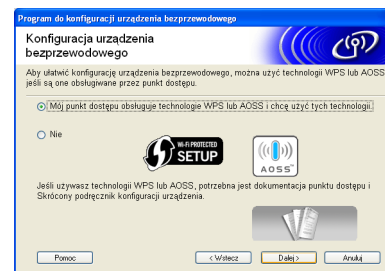 Program do konfiguracji urządzenia bezprzewodowego
Konfiguracja urządzenia
bezprzewodowego
Aby ułatwić konfigurację urządzenia bezprzewodowego, można użyć technologii WPS lub AOSS
jeśli są one obsługiwane przez punkt dostępu.
Mój punkt dostępu obsługuje technologie WPS lub AOSS i chcę użyć tych technologii.
Nie
Wi-Fi PROTECTED
SETUP
AOSS™
Jeśli używasz technologii WPS lub AOSS, potrzebna jest dokumentacja punktu dostępu i
Skrócony podręcznik konfiguracji urządzenia.
Pomoc
< Wstecz
Dalej >
Anuluj